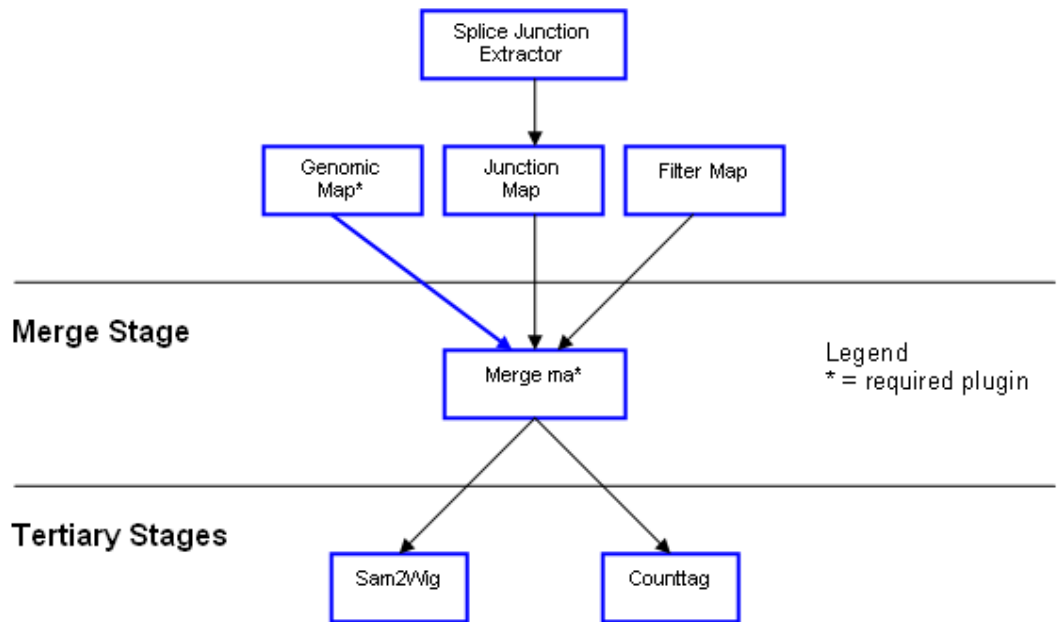 Splice Junction
Extractor
Genomic
Map*
Junction
Map
Filter Map
Merge Stage
Merge ma*
Legend
* = required plugin
Tertiary Stages
Sam2Wig
Counttag